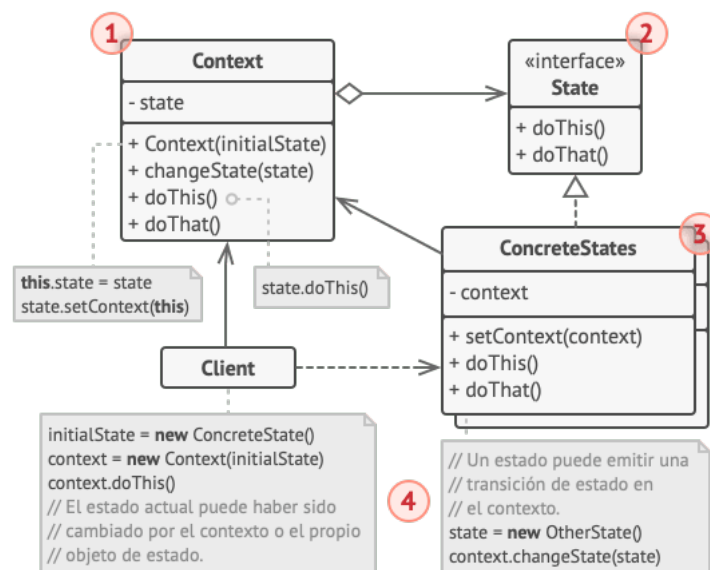 1
Context
- state
+ Context(initialState)
+ changeState(state)
+ doThis()
+ doThat()
this.state = state
state.setContext(this)
state.doThis()
2
«interface»
State
+ doThis()
+ doThat()
3
ConcreteStates
- context
+ setContext(context)
+ doThis()
+ doThat()
Client
initialState = new ConcreteState()
context = new Context(initialState)
context.doThis()
// El estado actual puede haber sido
// cambiado por el contexto o el propio
// objeto de estado.
4
// Un estado puede emitir una
// transición de estado en
// el contexto.
state = new OtherState()
context.changeState(state)